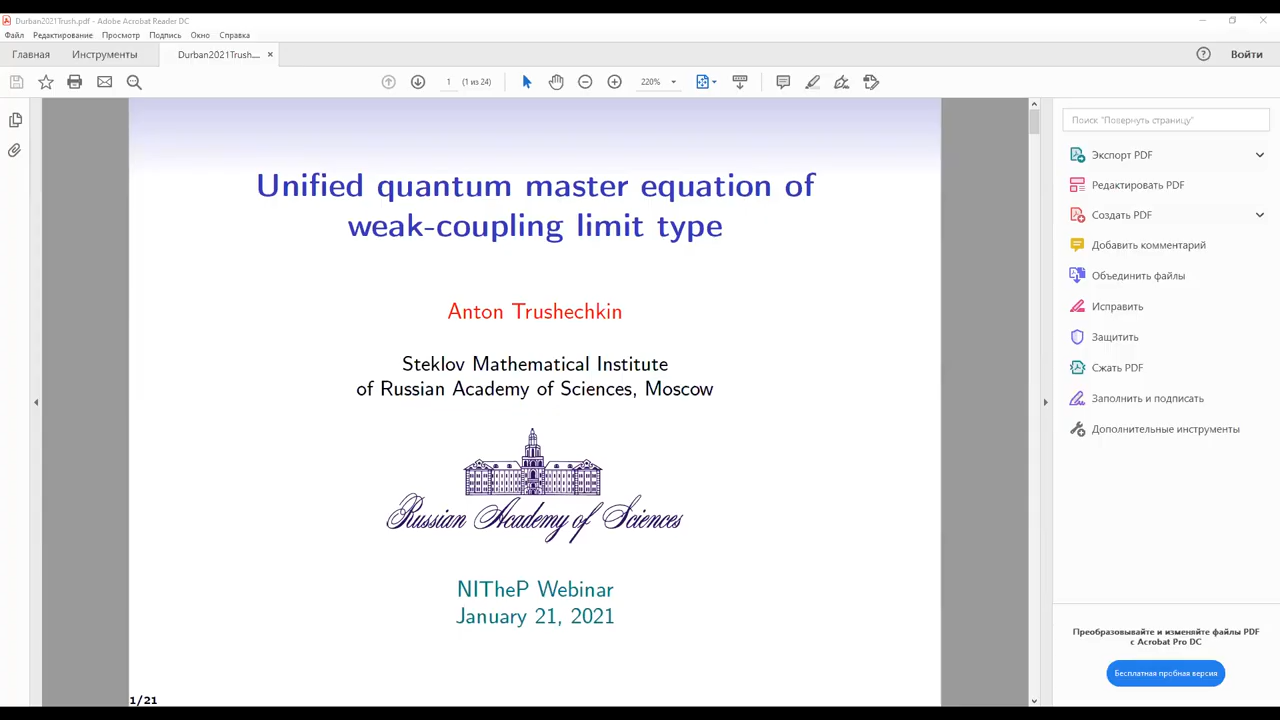 Durban2021Trush.pdf - Adobe Acrobat Reader DC
Файл Редактирование Просмотр Подпись Окно Справка
Главная Инструменты Durban2021Trush.... × Войти
1 (1 из 24) 220%
Unified quantum master equation of
weak-coupling limit type
Anton Trushechkin
Steklov Mathematical Institute
of Russian Academy of Sciences, Moscow
Russian Academy of Sciences
NITheP Webinar
January 21, 2021
1/21
Поиск "Повернуть страницу"
Экспорт PDF
Редактировать PDF
Создать PDF
Добавить комментарий
Объединить файлы
Исправить
Защитить
Сжать PDF
Заполнить и подписать
Дополнительные инструменты
Преобразовывайте и изменяйте файлы PDF
с Acrobat Pro DC
Бесплатная пробная версия